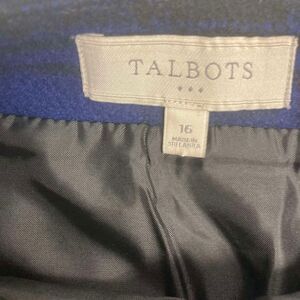 TALBOTS
16
MADE IN
SRI LANKA